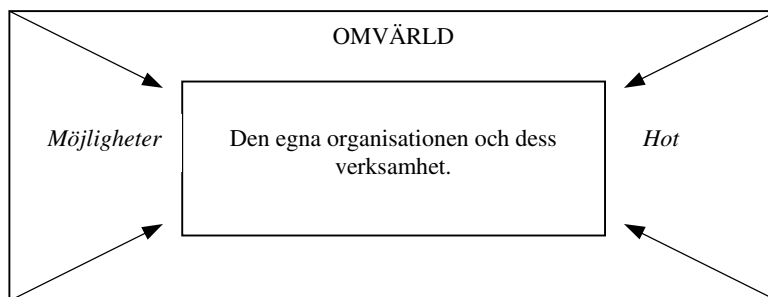 OMVÄRLD
Möjligheter
Den egna organisationen och dess
verksamhet.
Hot